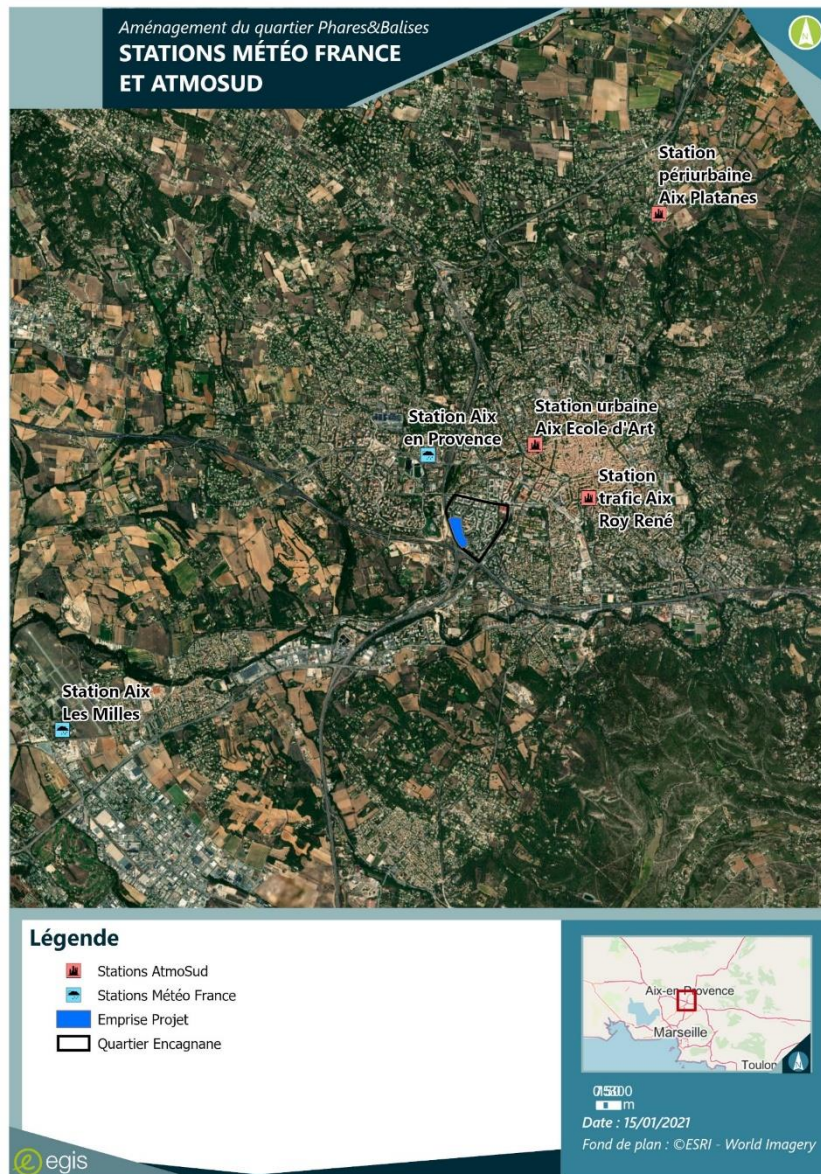 Aménagement du quartier Phares&Balises
STATIONS MÉTÉO FRANCE
ET ATMOSUD
N
Station
périurbaine
Aix Platanes
Station Aix
en Provence
Station urbaine
Aix Ecole d'Art
Station
trafic Aix
Roy René
Station Aix
Les Milles
Légende
Stations AtmoSud
Stations Météo France
Emprise Projet
Quartier Encagnane
Aix-en-Provence
Marseille
Toulon
N
m
Date : 15/01/2021
Fond de plan : ©ESRI - World Imagery
egis